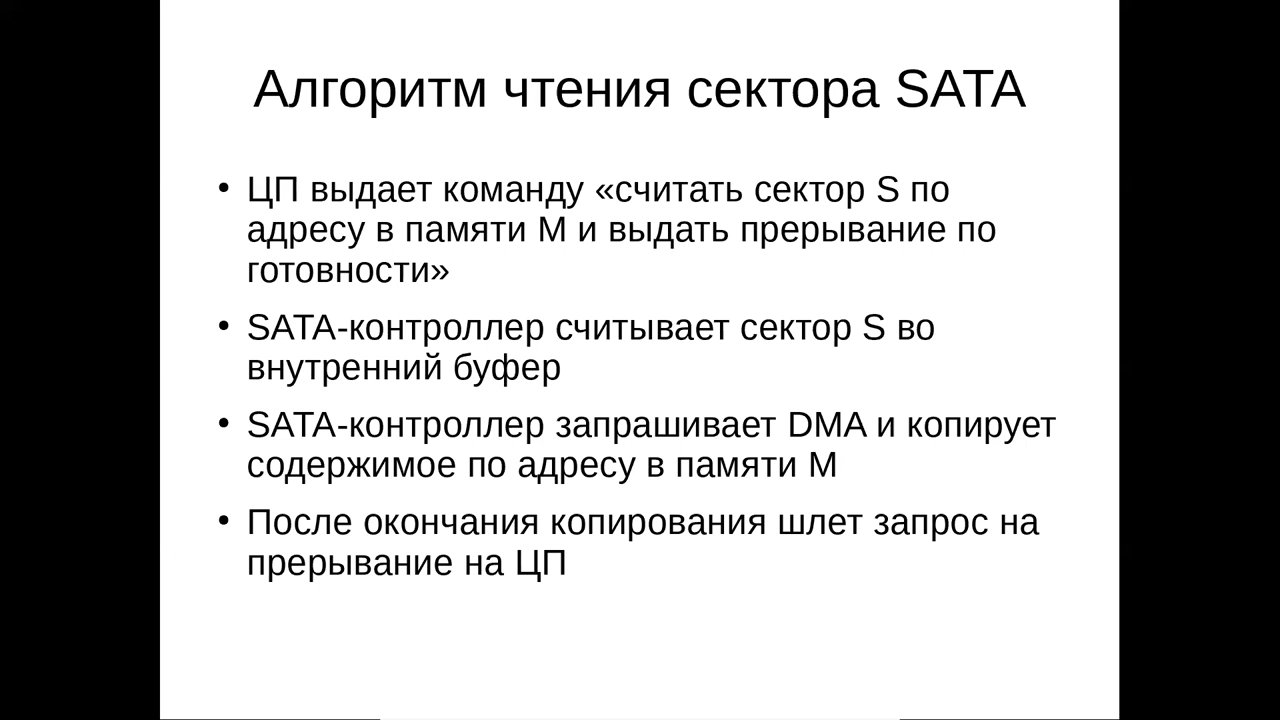 Алгоритм чтения сектора SATA
• ЦП выдает команду «считать сектор S по
адресу в памяти M и выдать прерывание по
готовности»
• SATA-контроллер считывает сектор S во
внутренний буфер
• SATA-контроллер запрашивает DMA и копирует
содержимое по адресу в памяти M
• После окончания копирования шлет запрос на
прерывание на ЦП